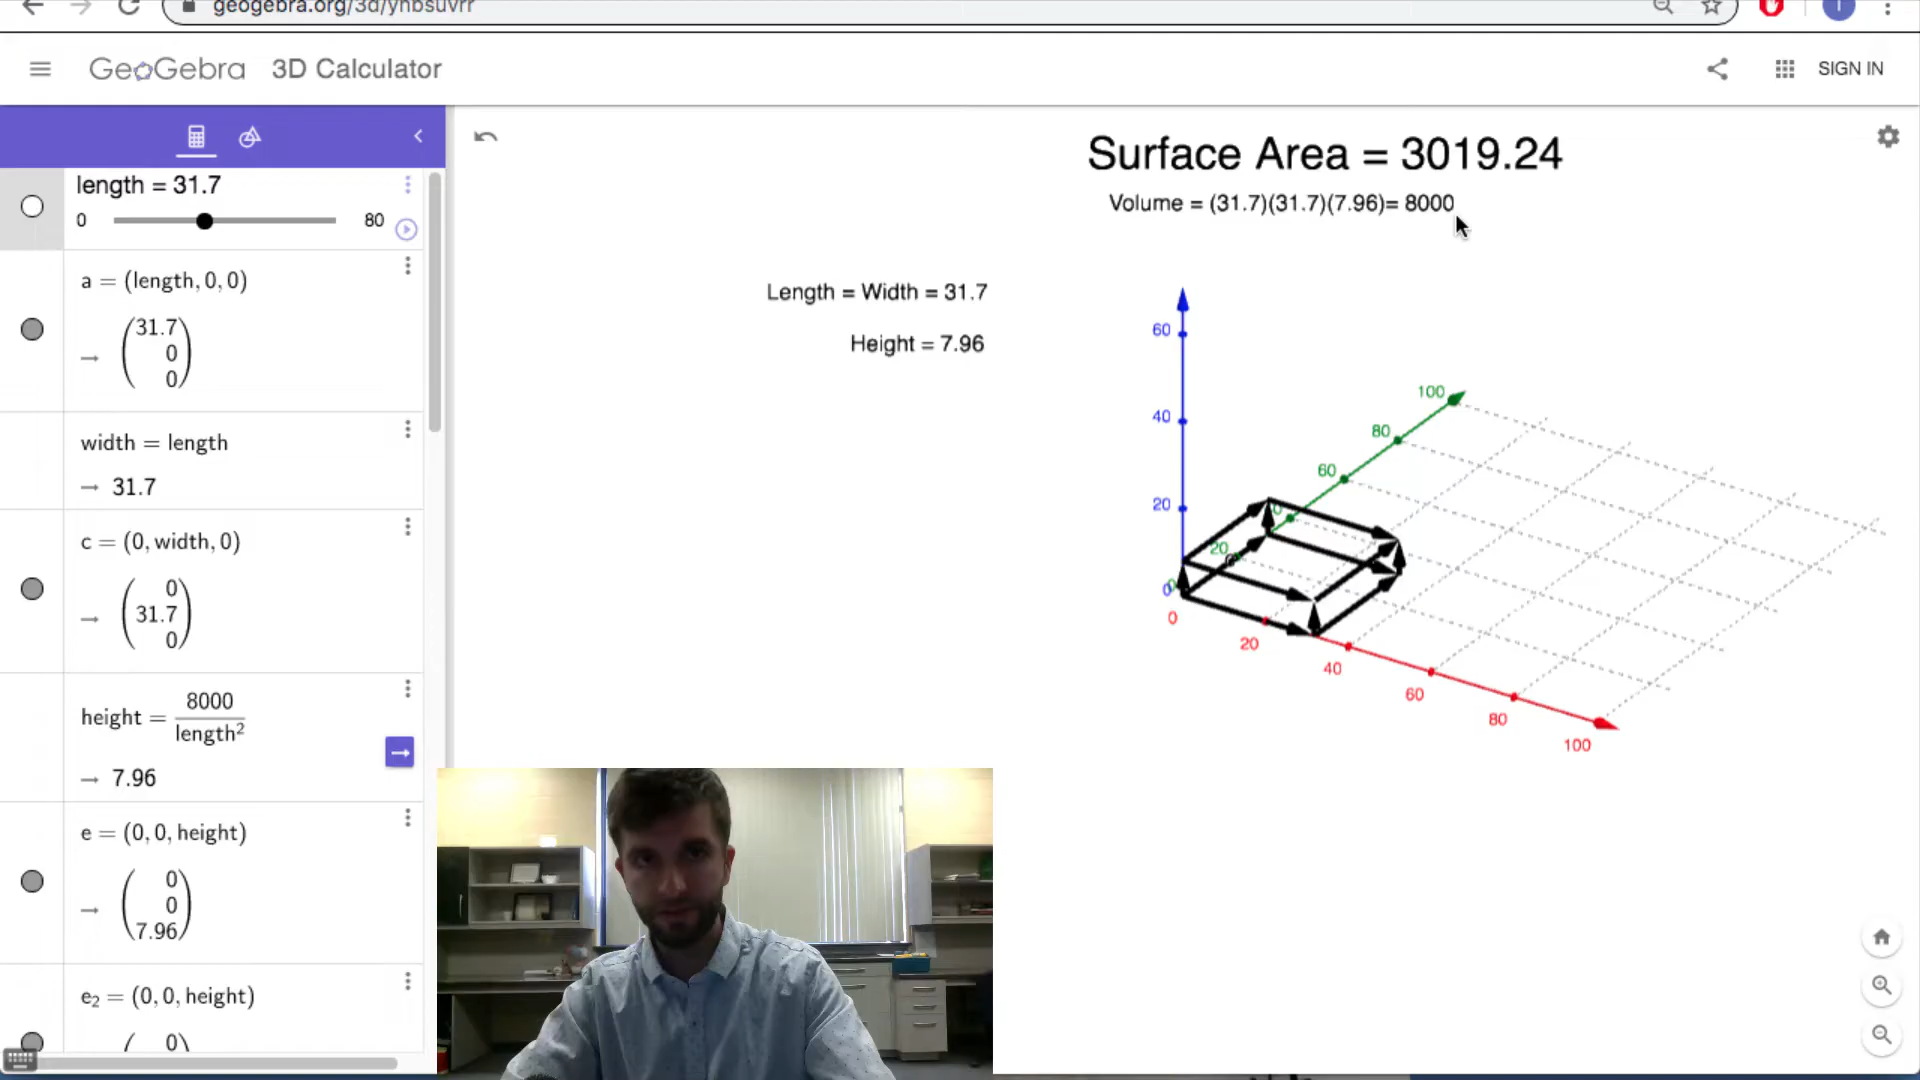 geogebra.org/3d/ynbsuvrr
GeoGebra 3D Calculator
SIGN IN
length = 31.7
0 80
a = (length, 0, 0)
→ (31.7 0 0)
width = length
→ 31.7
c = (0, width, 0)
→ (0 31.7 0)
height = 8000 / length²
→ 7.96
→
e = (0, 0, height)
→ (0 0 7.96)
e₂ = (0, 0, height)
0
Surface Area = 3019.24
Volume = (31.7)(31.7)(7.96)= 8000
Length = Width = 31.7
Height = 7.96
60
40
20
0
100
80
60
20
0
0
20
40
60
80
100